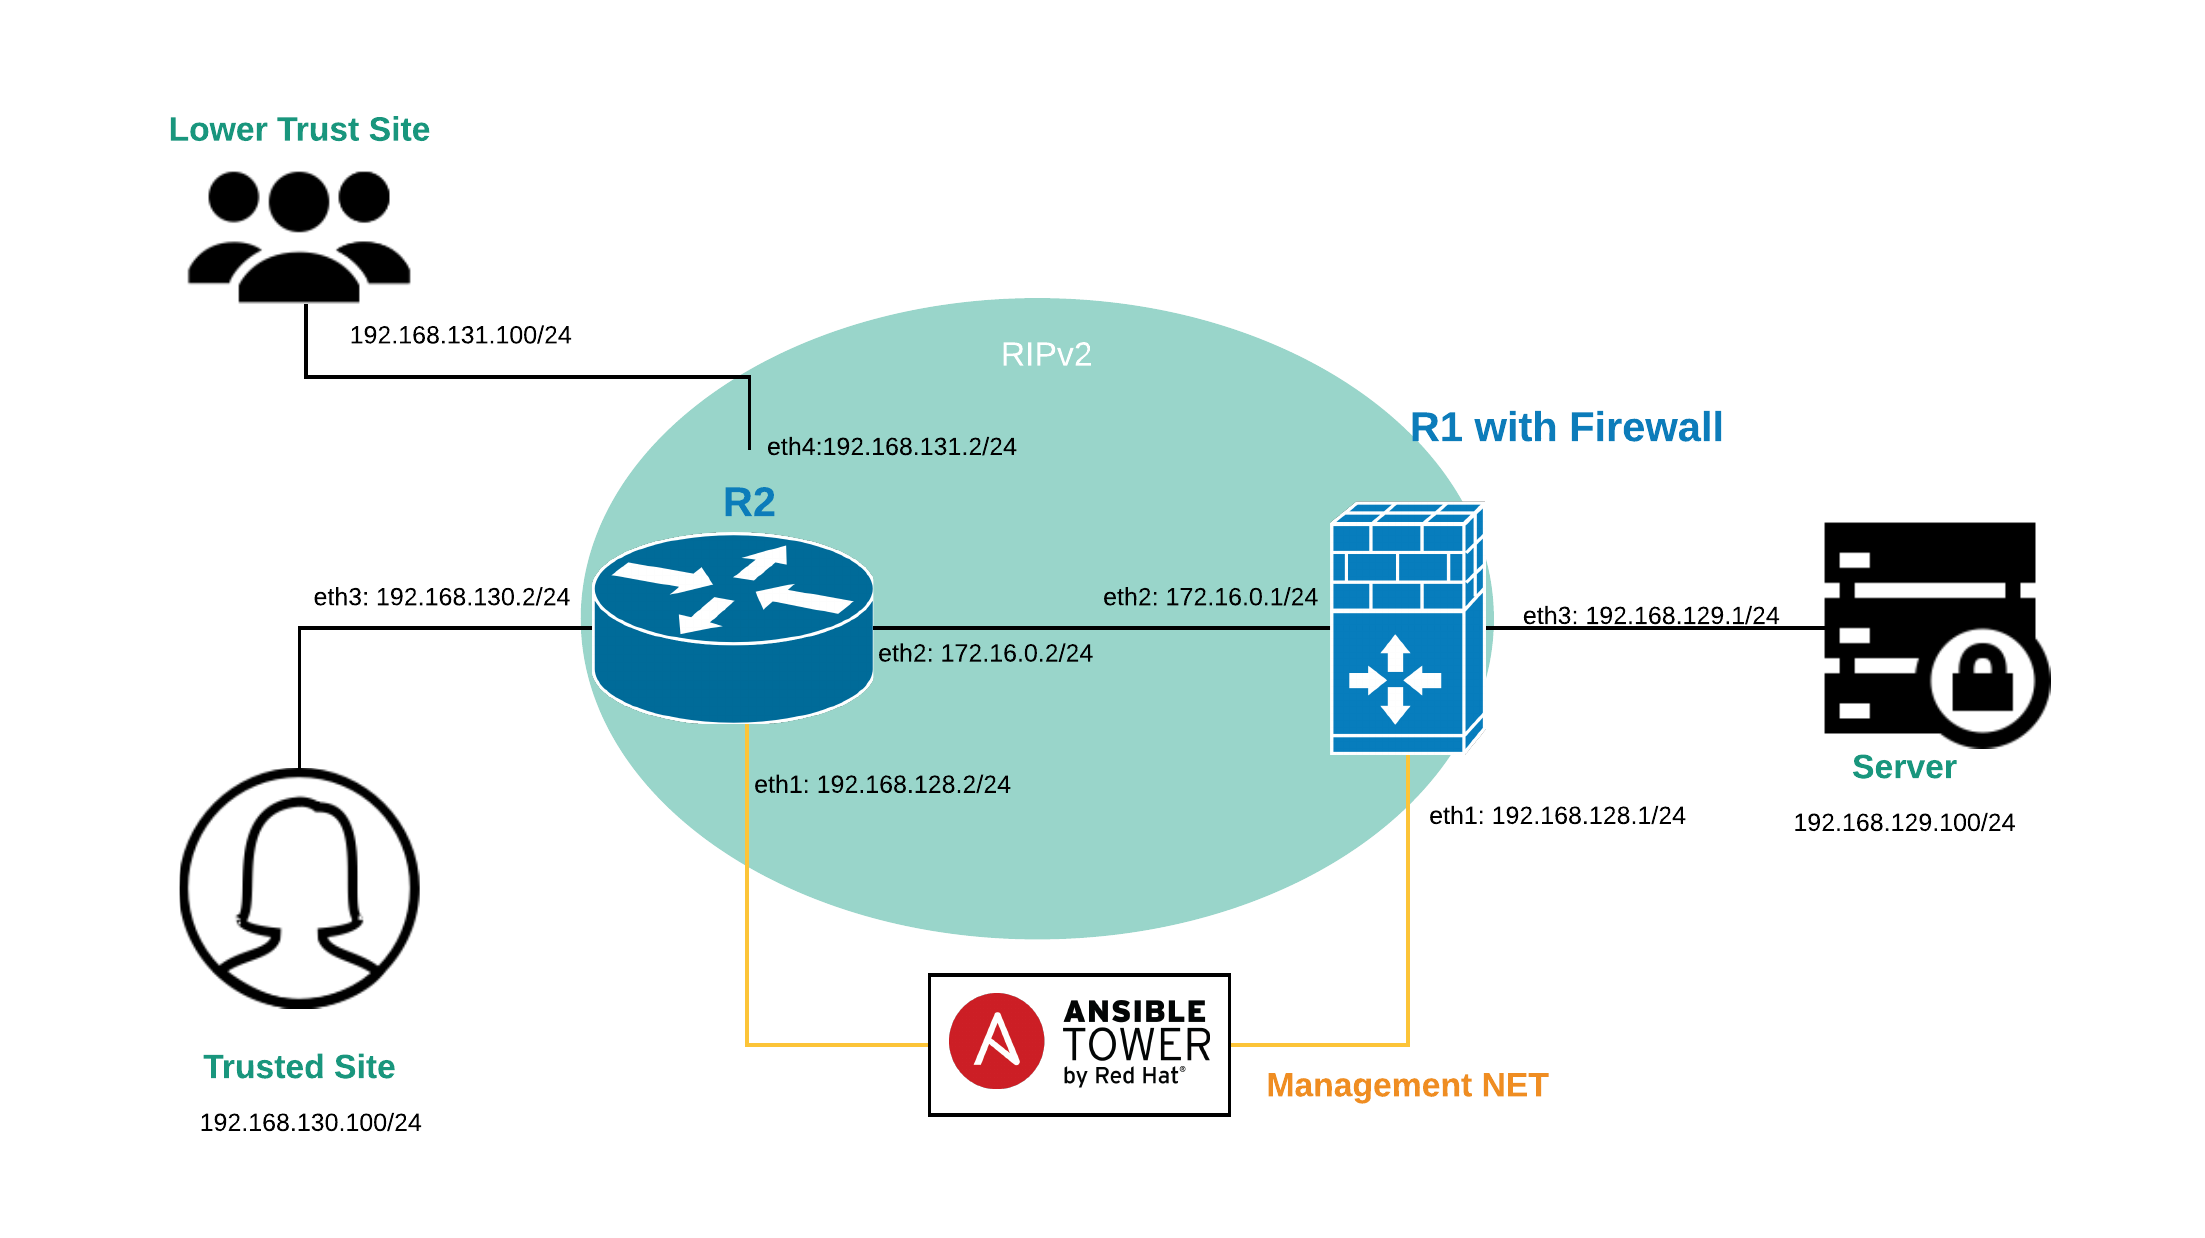 Lower Trust Site
192.168.131.100/24
RIPv2
R1 with Firewall
eth4:192.168.131.2/24
R2
eth3: 192.168.130.2/24
eth2: 172.16.0.1/24
eth3: 192.168.129.1/24
eth2: 172.16.0.2/24
Server
eth1: 192.168.128.2/24
eth1: 192.168.128.1/24
192.168.129.100/24
ANSIBLE
TOWER
by Red Hat®
Trusted Site
Management NET
192.168.130.100/24